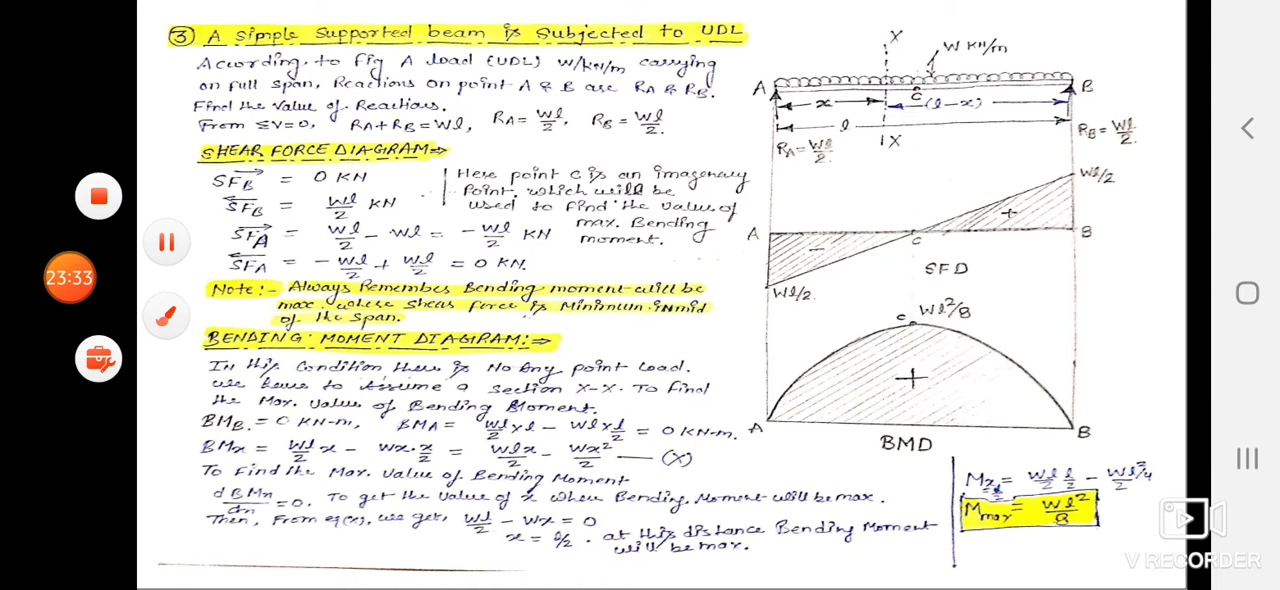 ③ A simple Supported beam is Subjected to UDL
According to fig A load (UDL) W/KN/m carrying
on full span, Reactions on point A & B are RA & RB.
Find the value of Reactions.
From ΣV=0, RA+RB=Wl, RA=Wl/2, RB=Wl/2.
SHEAR FORCE DIAGRAM⇒
SFB→ = 0 KN
SFB← = Wl/2 KN
SFA→ = Wl/2 - Wl = -Wl/2 KN
SFA← = -Wl/2 + Wl/2 = 0 KN.
Here point C is an imagenary
Point, which will be
used to find the value of
max. Bending
moment.
Note:- Always Remember Bending moment will be
max. where shear force is Minimum in mid
of the span.
BENDING MOMENT DIAGRAM:⇒
In this Condition there is No Any point Load.
we have to Assume a section X-X. To find
the Max. Value of Bending Moment.
BMB = 0 KN-m, BMA = Wl/2×l - Wl×l/2 = 0 KN-m.
BMx = Wl/2 x - Wx·x/2 = Wlx/2 - Wx²/2 — (X)
To Find the Max. Value of Bending Moment
dBMx/dx = 0. To get the Value of x where Bending Moment will be max.
Then, From eq(x), we get, Wl/2 - Wx = 0
x = l/2. at this distance Bending Moment
will be max.
X
W KN/m
A
C
B
x
(l-x)
l
X
RA=Wl/2.
RB=Wl/2.
Wl/2
A
-
C
+
B
SFD
Wl/2.
C Wl²/8
+
A
B
BMD
Mx=l/2 = Wl/2 l/2 - W/2 l²/4
Mmax = Wl²/8
23:33
V RECORDER